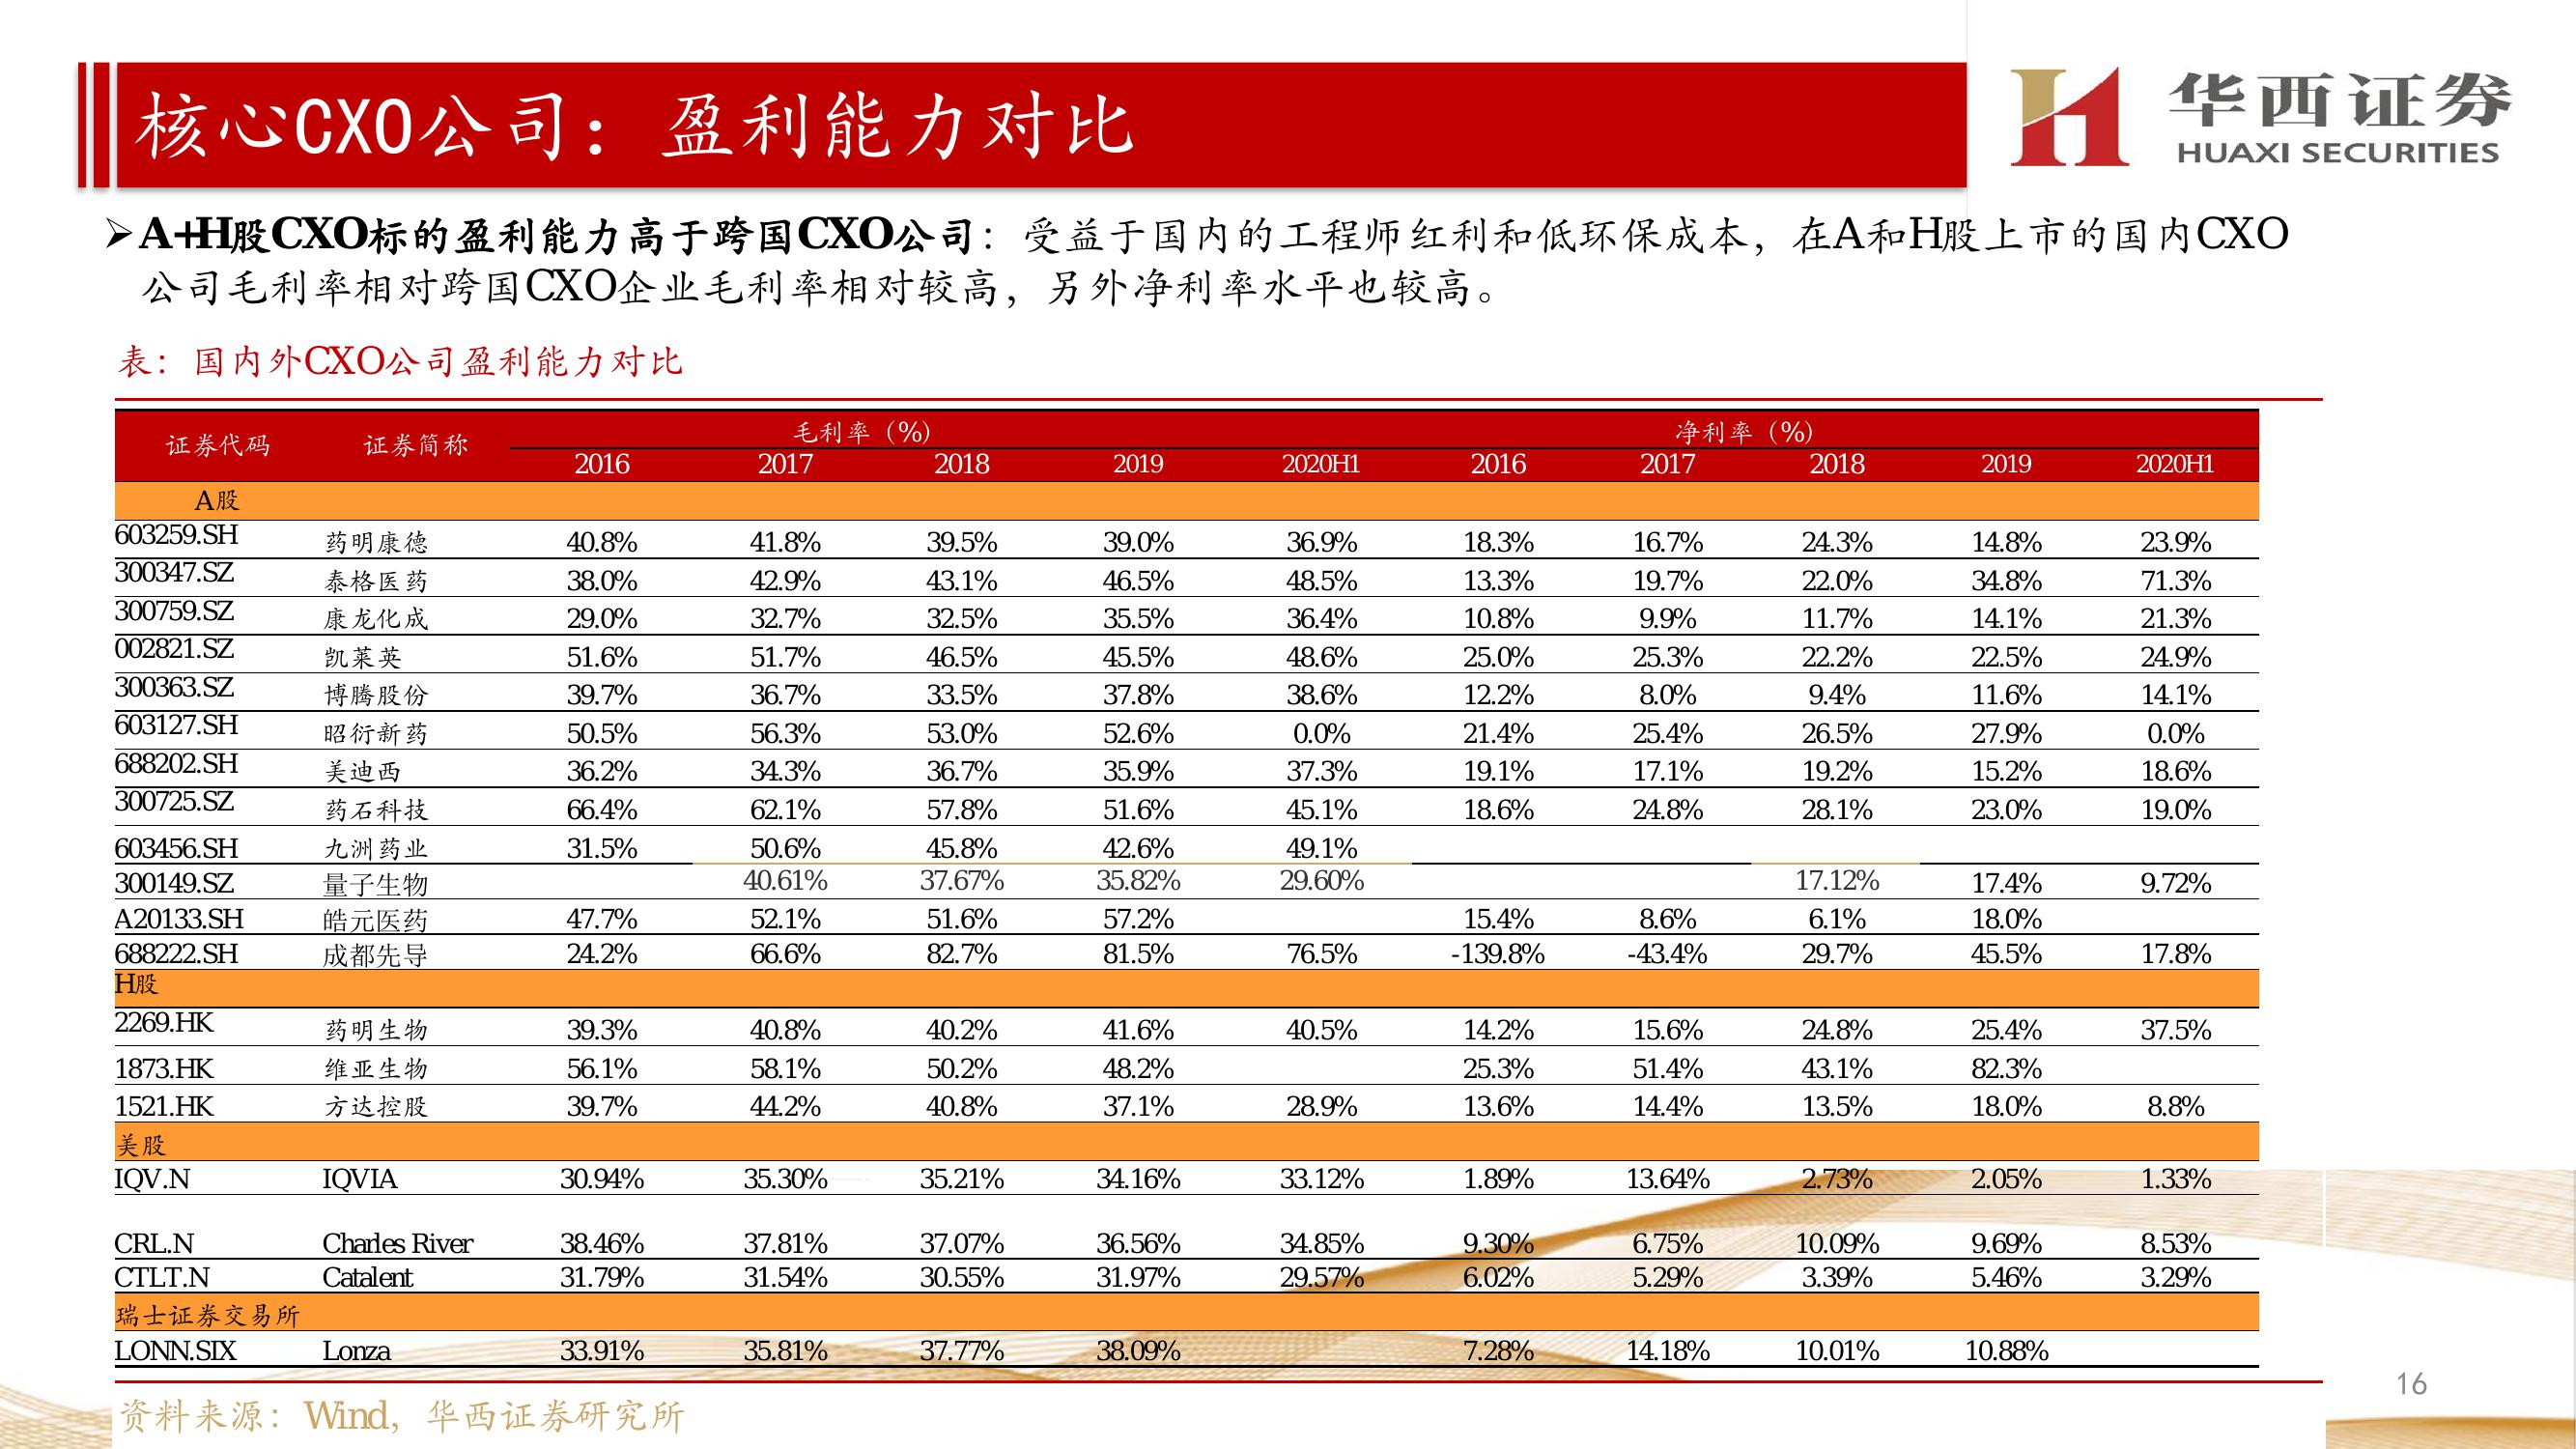 核心CXO公司：盈利能力对比
华西证券
HUAXI SECURITIES
➢A+H股CXO标的盈利能力高于跨国CXO公司：受益于国内的工程师红利和低环保成本，在A和H股上市的国内CXO
公司毛利率相对跨国CXO企业毛利率相对较高，另外净利率水平也较高。
表：国内外CXO公司盈利能力对比
证券代码 证券简称 毛利率（%） 净利率（%）
2016 2017 2018 2019 2020H1 2016 2017 2018 2019 2020H1
A股
603259.SH 药明康德 40.8% 41.8% 39.5% 39.0% 36.9% 18.3% 16.7% 24.3% 14.8% 23.9%
300347.SZ 泰格医药 38.0% 42.9% 43.1% 46.5% 48.5% 13.3% 19.7% 22.0% 34.8% 71.3%
300759.SZ 康龙化成 29.0% 32.7% 32.5% 35.5% 36.4% 10.8% 9.9% 11.7% 14.1% 21.3%
002821.SZ 凯莱英 51.6% 51.7% 46.5% 45.5% 48.6% 25.0% 25.3% 22.2% 22.5% 24.9%
300363.SZ 博腾股份 39.7% 36.7% 33.5% 37.8% 38.6% 12.2% 8.0% 9.4% 11.6% 14.1%
603127.SH 昭衍新药 50.5% 56.3% 53.0% 52.6% 0.0% 21.4% 25.4% 26.5% 27.9% 0.0%
688202.SH 美迪西 36.2% 34.3% 36.7% 35.9% 37.3% 19.1% 17.1% 19.2% 15.2% 18.6%
300725.SZ 药石科技 66.4% 62.1% 57.8% 51.6% 45.1% 18.6% 24.8% 28.1% 23.0% 19.0%
603456.SH 九洲药业 31.5% 50.6% 45.8% 42.6% 49.1%
300149.SZ 量子生物 40.61% 37.67% 35.82% 29.60% 17.12% 17.4% 9.72%
A20133.SH 皓元医药 47.7% 52.1% 51.6% 57.2% 15.4% 8.6% 6.1% 18.0%
688222.SH 成都先导 24.2% 66.6% 82.7% 81.5% 76.5% -139.8% -43.4% 29.7% 45.5% 17.8%
H股
2269.HK 药明生物 39.3% 40.8% 40.2% 41.6% 40.5% 14.2% 15.6% 24.8% 25.4% 37.5%
1873.HK 维亚生物 56.1% 58.1% 50.2% 48.2% 25.3% 51.4% 43.1% 82.3%
1521.HK 方达控股 39.7% 44.2% 40.8% 37.1% 28.9% 13.6% 14.4% 13.5% 18.0% 8.8%
美股
IQV.N IQVIA 30.94% 35.30% 35.21% 34.16% 33.12% 1.89% 13.64% 2.73% 2.05% 1.33%
CRL.N Charles River 38.46% 37.81% 37.07% 36.56% 34.85% 9.30% 6.75% 10.09% 9.69% 8.53%
CTLT.N Catalent 31.79% 31.54% 30.55% 31.97% 29.57% 6.02% 5.29% 3.39% 5.46% 3.29%
瑞士证券交易所
LONN.SIX Lonza 33.91% 35.81% 37.77% 38.09% 7.28% 14.18% 10.01% 10.88%
资料来源：Wind，华西证券研究所
16